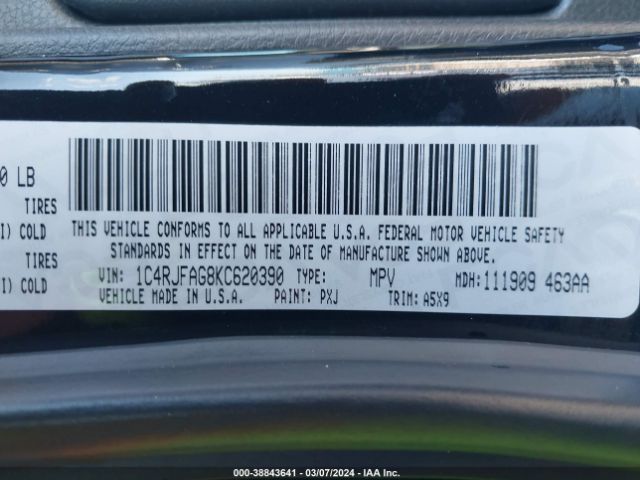 0 LB
TIRES
I) COLD
TIRES
I) COLD
THIS VEHICLE CONFORMS TO ALL APPLICABLE U.S.A. FEDERAL MOTOR VEHICLE SAFETY
STANDARDS IN EFFECT ON THE DATE OF MANUFACTURE SHOWN ABOVE.
VIN: 1C4RJFAG8KC620390 TYPE: MPV MDH: 111909 463AA
VEHICLE MADE IN U.S.A. PAINT: PXJ TRIM: A5X9
© - 38843641 - 03/07/2024 - IAA Inc.